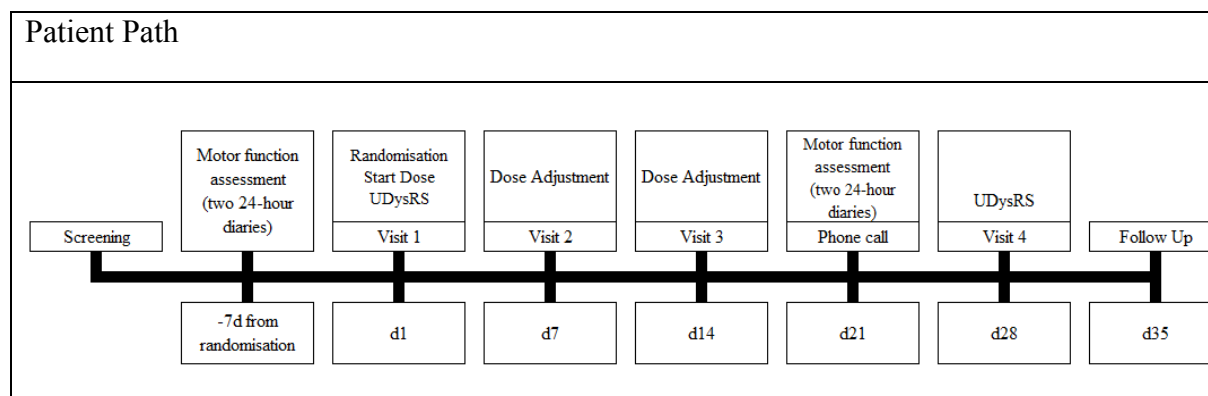 Patient Path
Screening
Motor function
assessment
(two 24-hour
diaries)
-7d from
randomisation
Randomisation
Start Dose
UDysRS
Visit 1
d1
Dose Adjustment
Visit 2
d7
Dose Adjustment
Visit 3
d14
Motor function
assessment
(two 24-hour
diaries)
Phone call
d21
UDysRS
Visit 4
d28
Follow Up
d35